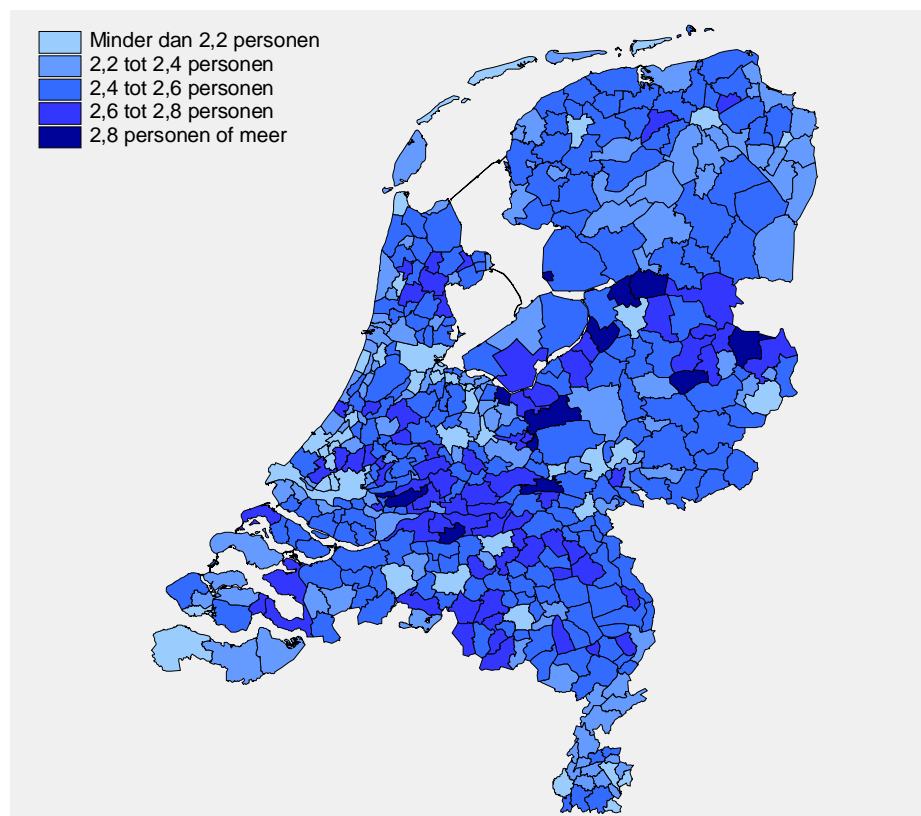 Minder dan 2,2 personen
2,2 tot 2,4 personen
2,4 tot 2,6 personen
2,6 tot 2,8 personen
2,8 personen of meer